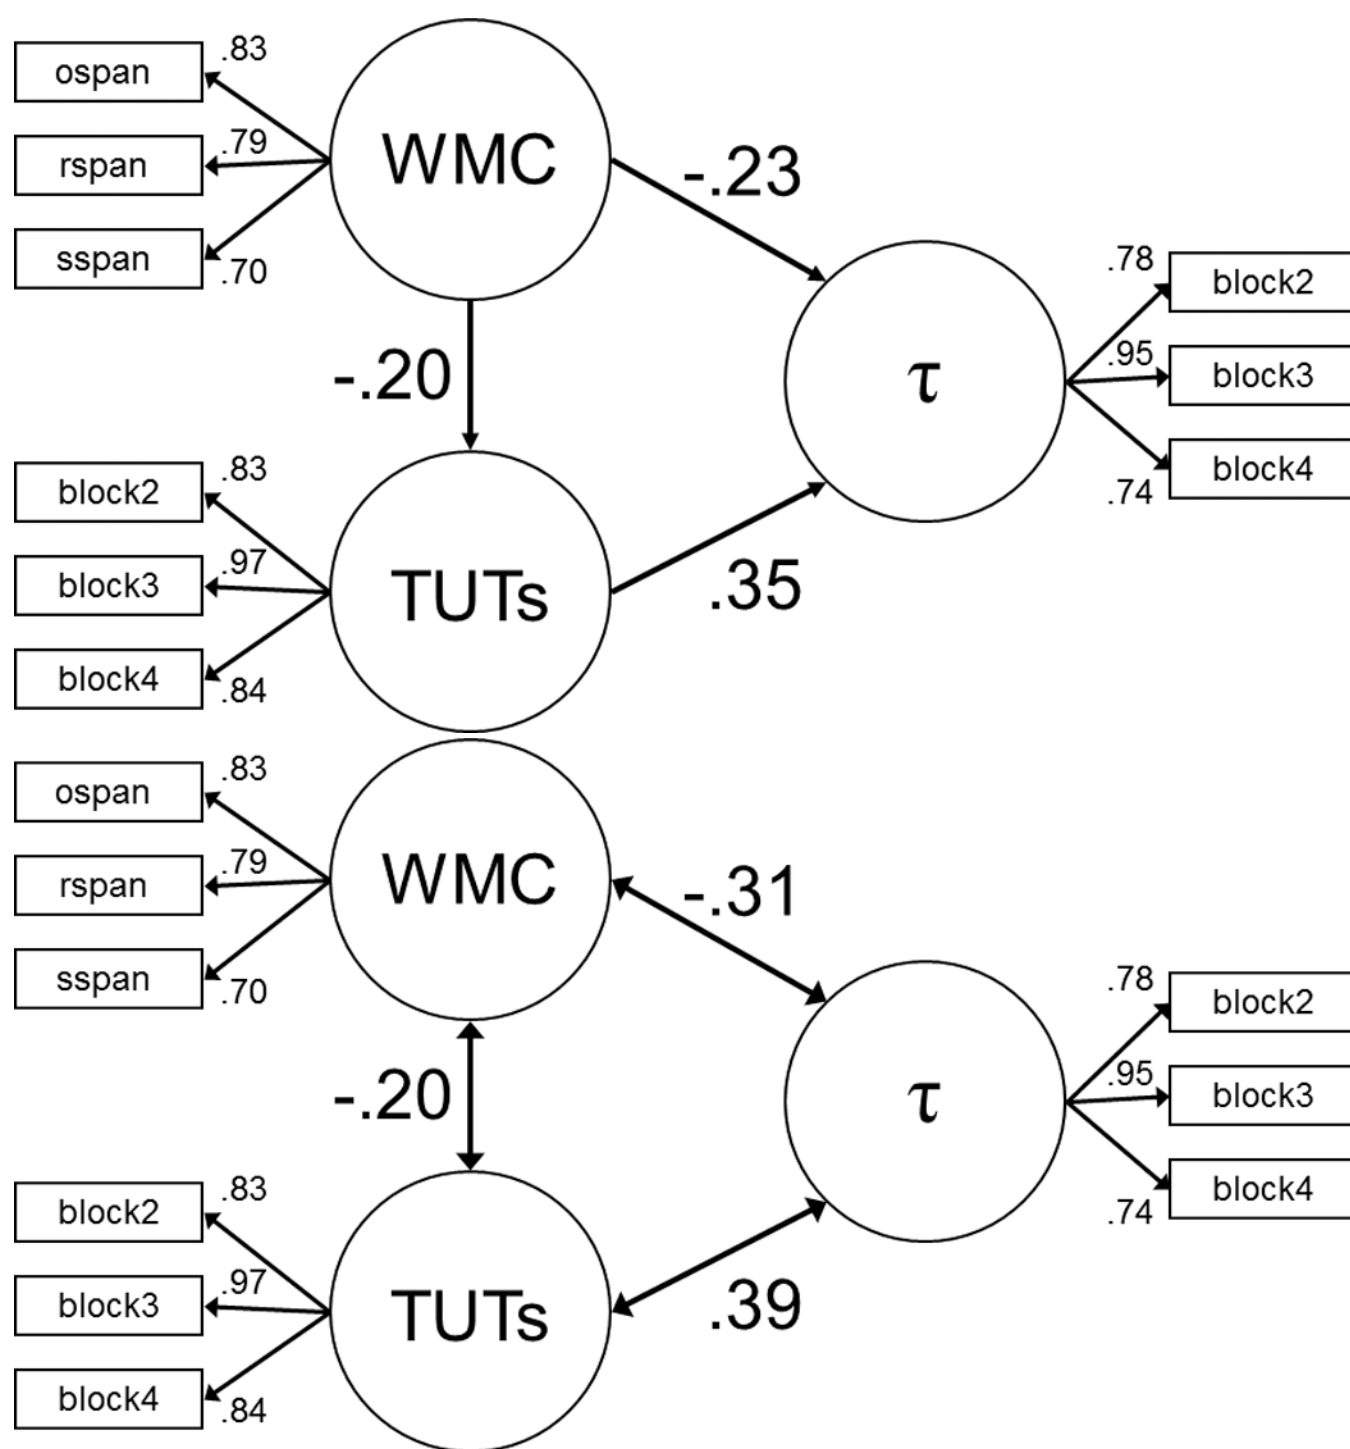 ospan
.83
rspan
.79
sspan
.70
WMC
-.23
-.20
τ
.78
block2
.95
block3
.74
block4
block2
.83
block3
.97
block4
.84
TUTs
.35
ospan
.83
rspan
.79
sspan
.70
WMC
-.31
-.20
τ
.78
block2
.95
block3
.74
block4
block2
.83
block3
.97
block4
.84
TUTs
.39